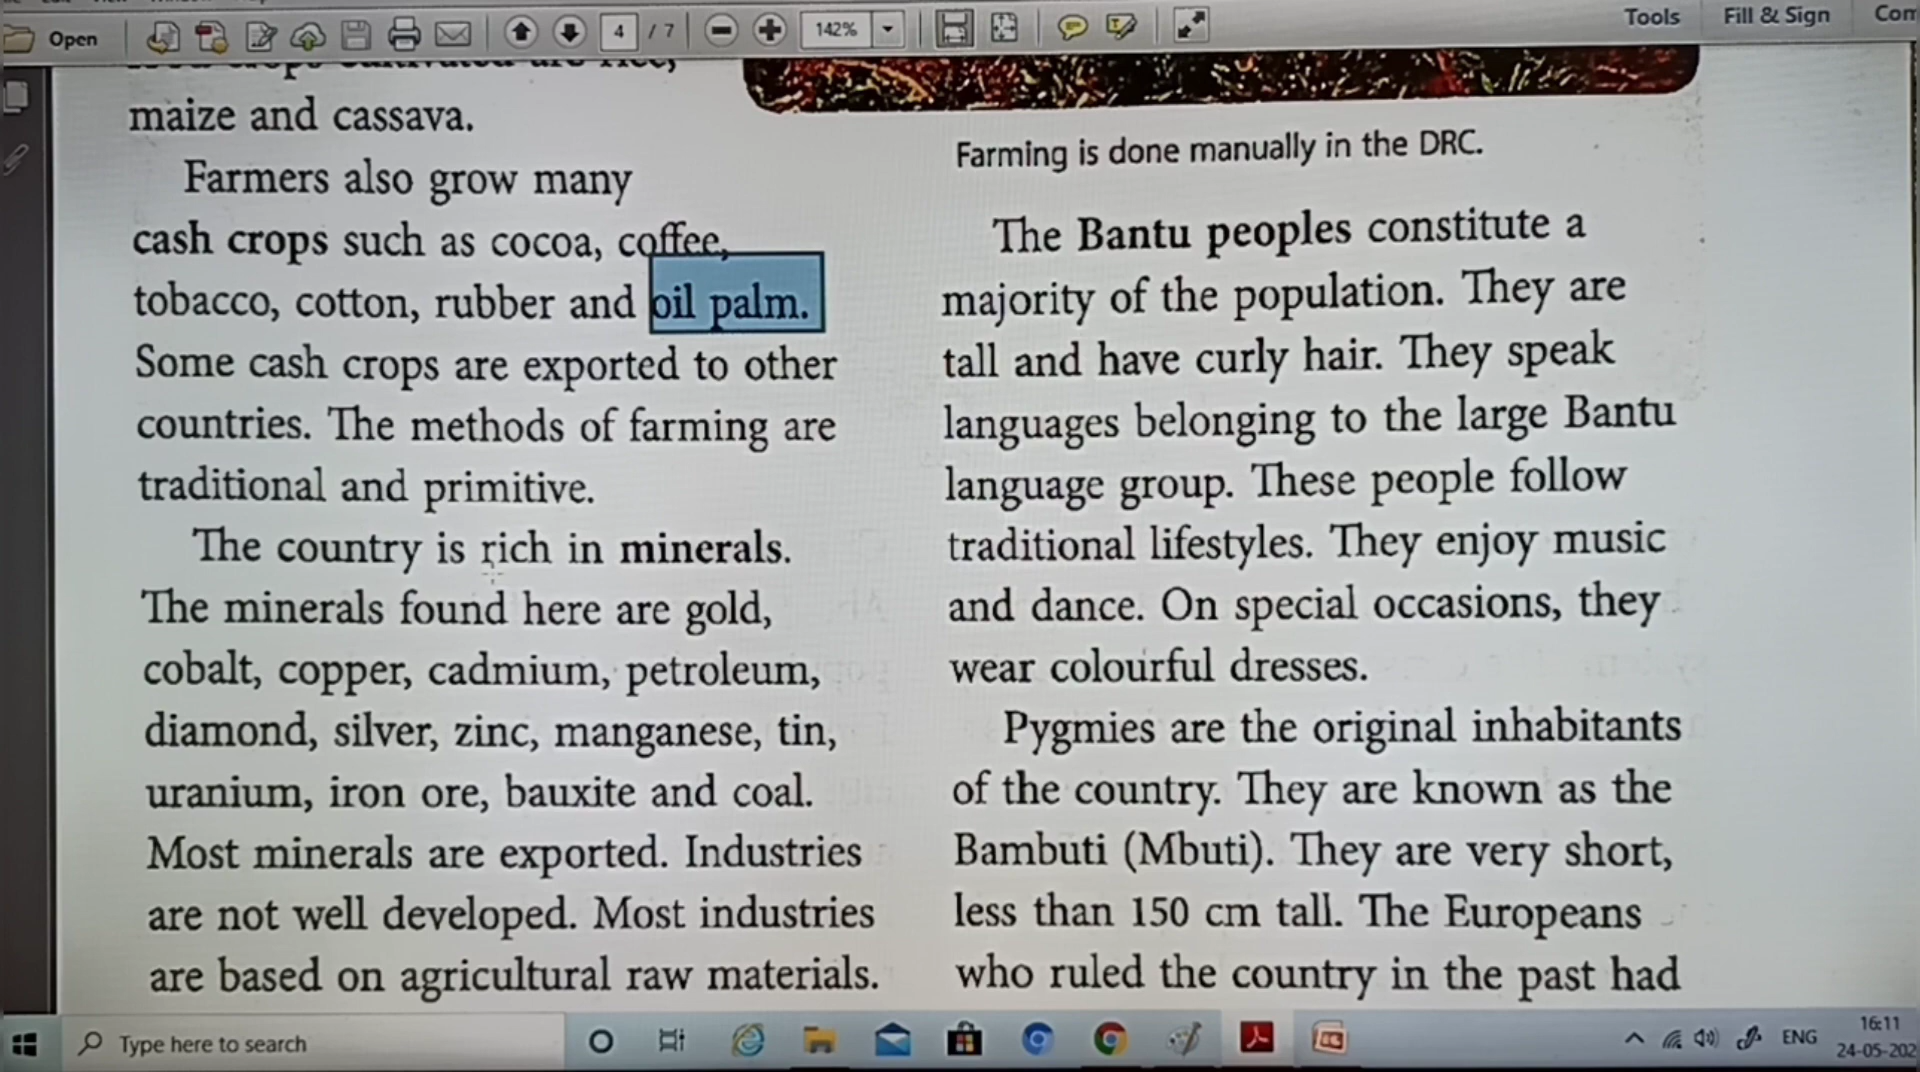 Open
4 / 7
142%
Tools
Fill & Sign
maize and cassava.
Farmers also grow many
cash crops such as cocoa, coffee,
tobacco, cotton, rubber and oil palm.
Some cash crops are exported to other
countries. The methods of farming are
traditional and primitive.
The country is rich in minerals.
The minerals found here are gold,
cobalt, copper, cadmium, petroleum,
diamond, silver, zinc, manganese, tin,
uranium, iron ore, bauxite and coal.
Most minerals are exported. Industries
are not well developed. Most industries
are based on agricultural raw materials.
Farming is done manually in the DRC.
The Bantu peoples constitute a
majority of the population. They are
tall and have curly hair. They speak
languages belonging to the large Bantu
language group. These people follow
traditional lifestyles. They enjoy music
and dance. On special occasions, they
wear colourful dresses.
Pygmies are the original inhabitants
of the country. They are known as the
Bambuti (Mbuti). They are very short,
less than 150 cm tall. The Europeans
who ruled the country in the past had
Type here to search
ENG
16:11
24-05-202